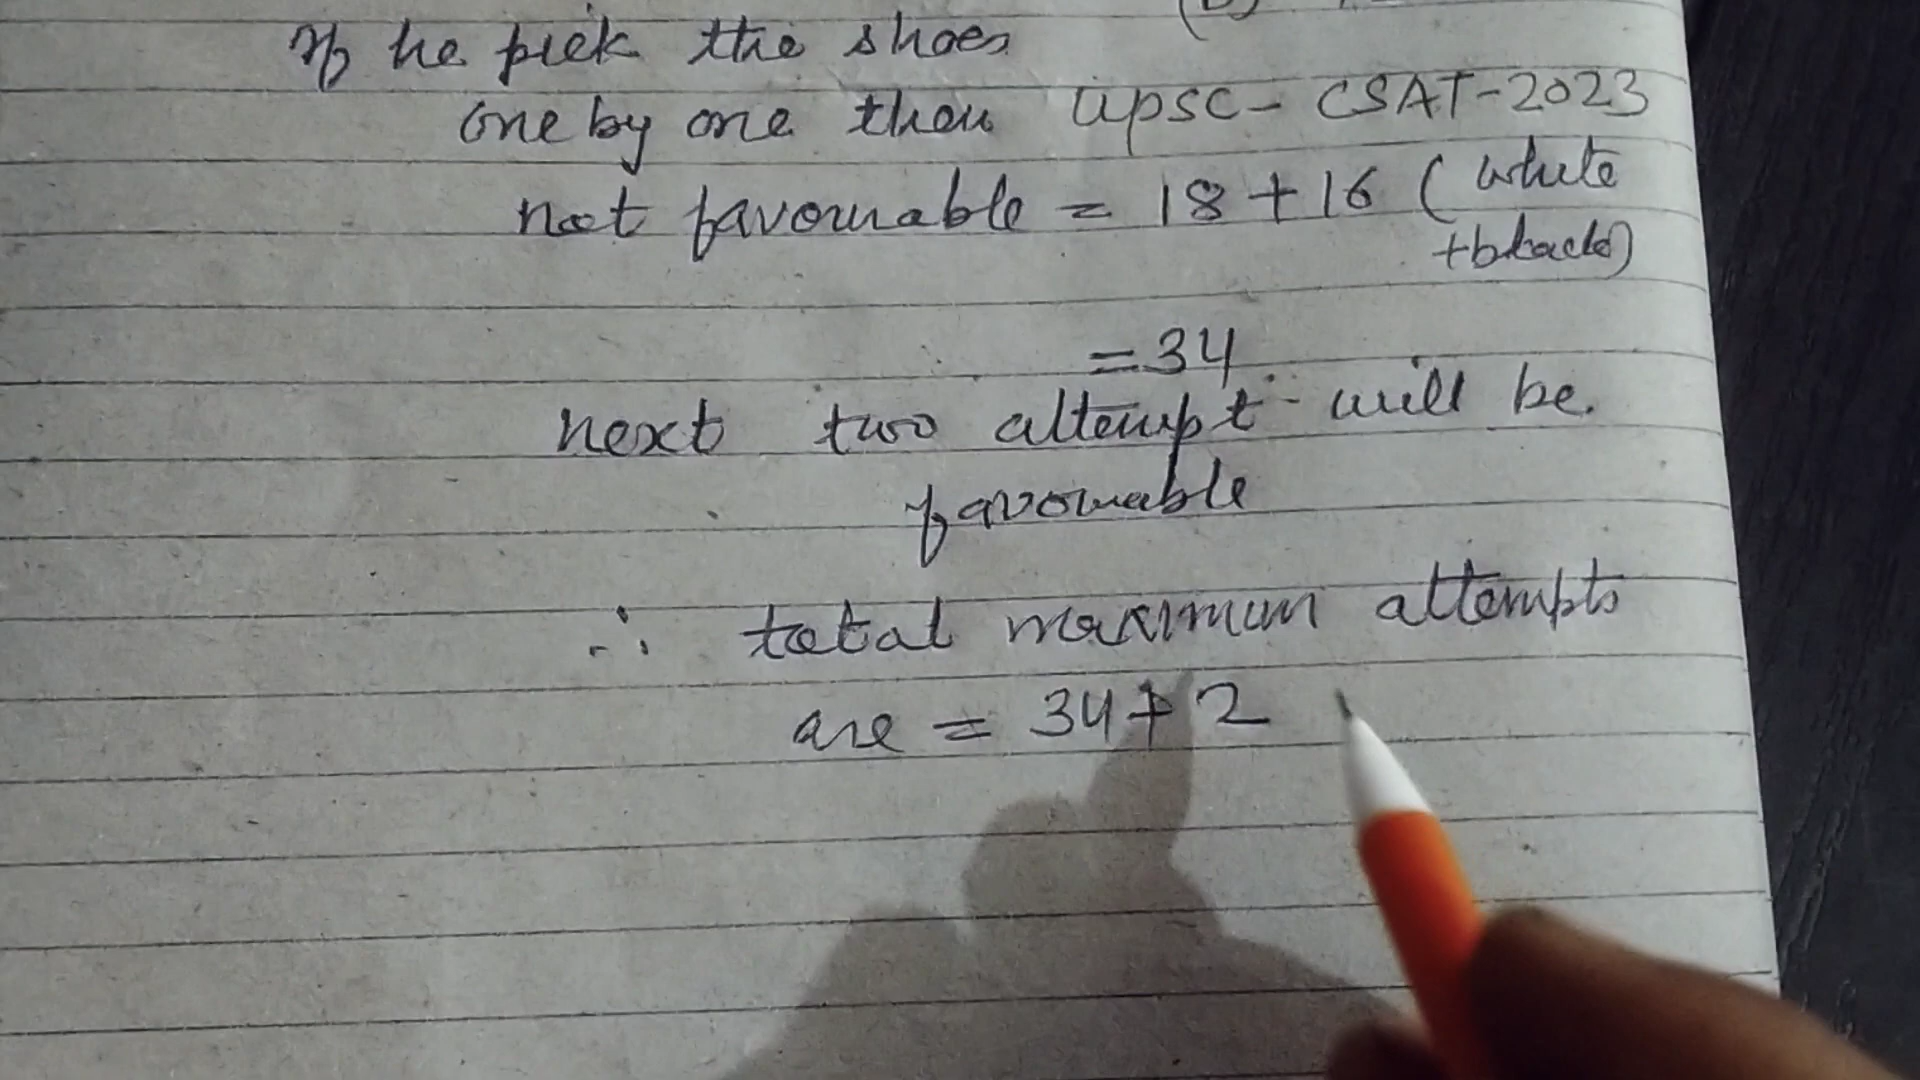 If he pick the shoes
one by one then UPSC- CSAT-2023
not favourable = 18+16 (white
+black)
=34
next two attempt will be
favourable
∴ total maximum attempts
are = 34+2